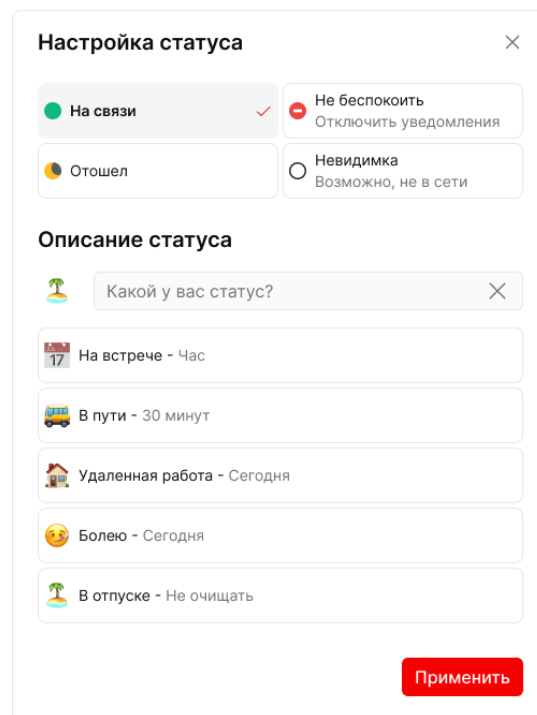 Настройка статуса
На связи
Не беспокоить
Отключить уведомления
Отошел
Невидимка
Возможно, не в сети
Описание статуса
Какой у вас статус?
17
На встрече - Час
В пути - 30 минут
Удаленная работа - Сегодня
Болею - Сегодня
В отпуске - Не очищать
Применить